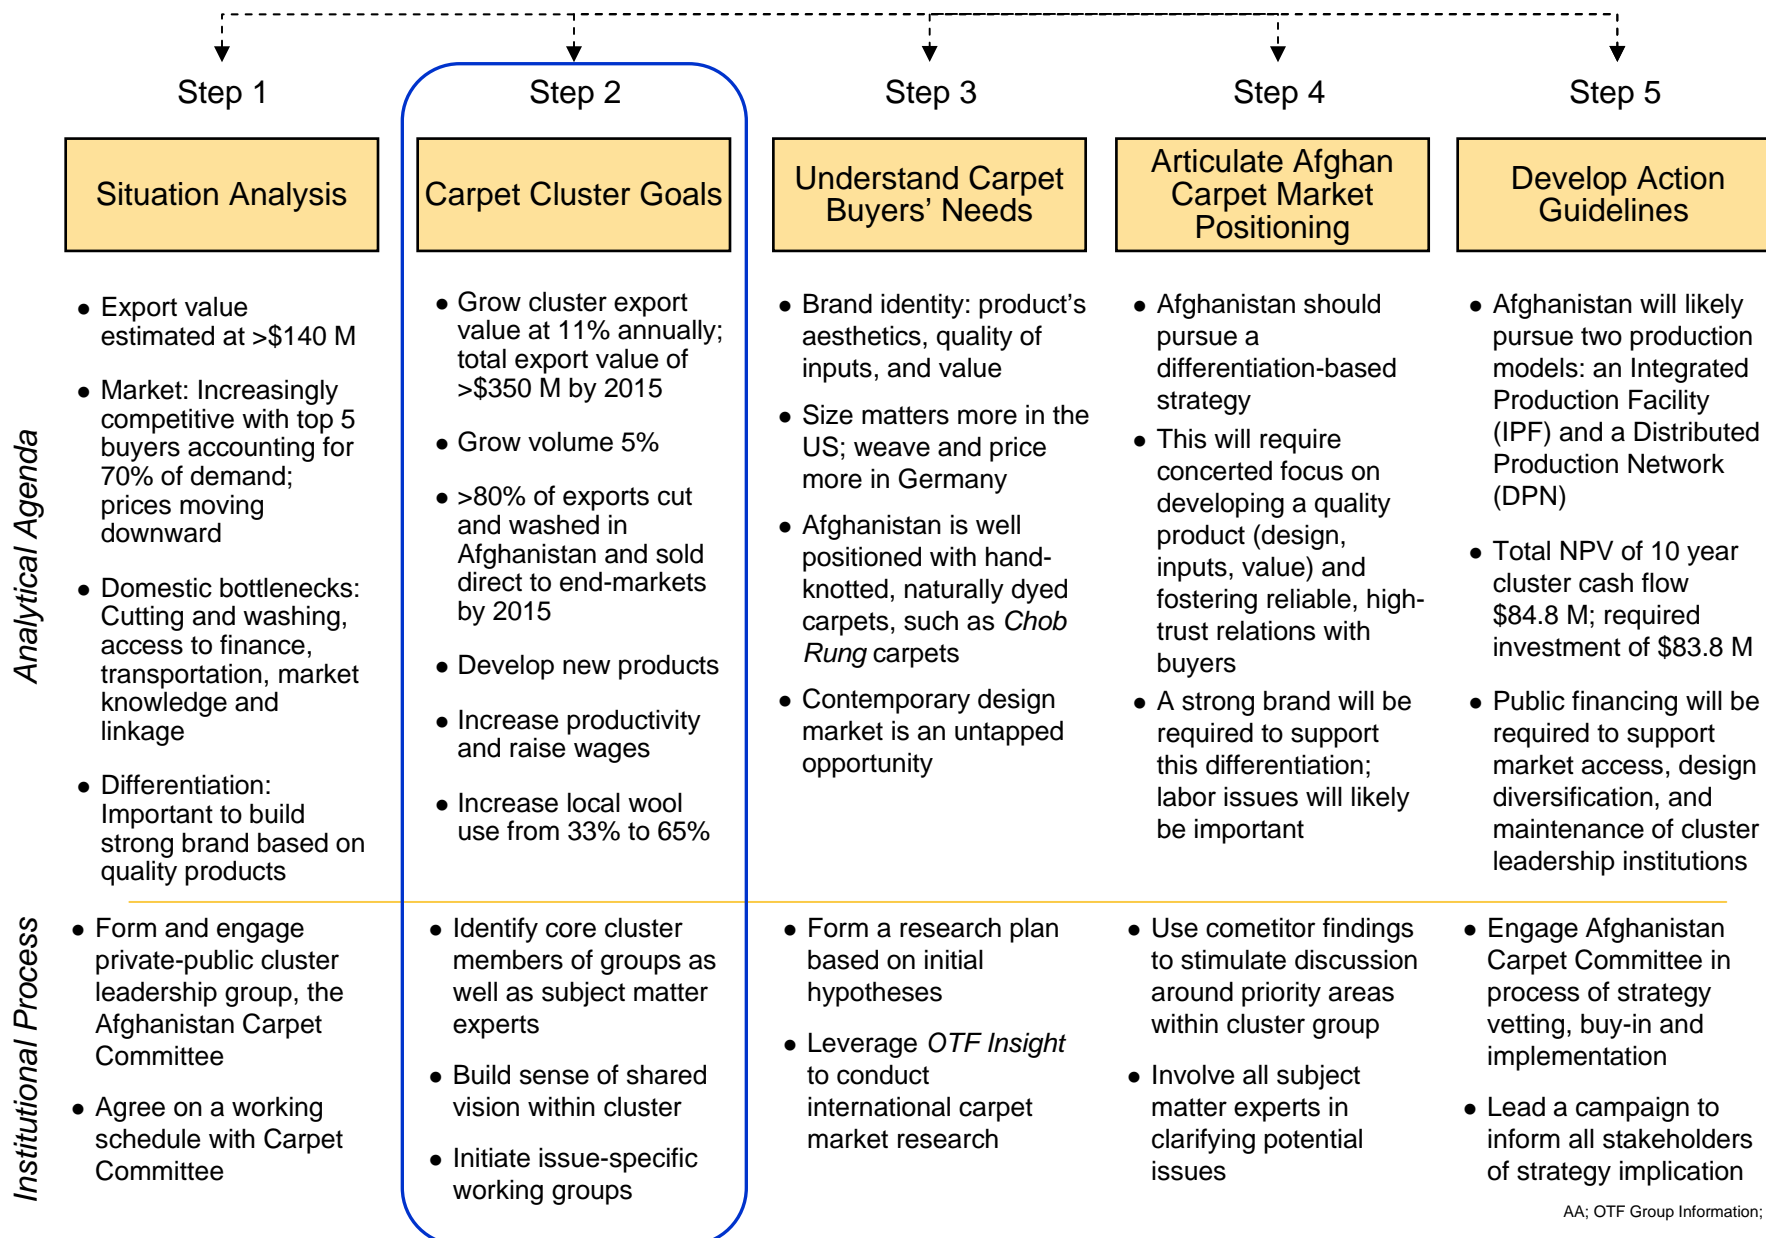 Step 1
Step 2
Step 3
Step 4
Step 5
Situation Analysis
Carpet Cluster Goals
Understand Carpet
Buyers’ Needs
Articulate Afghan
Carpet Market
Positioning
Develop Action
Guidelines
Analytical Agenda
● Export value
estimated at >$140 M
● Market: Increasingly
competitive with top 5
buyers accounting for
70% of demand;
prices moving
downward
● Domestic bottlenecks:
Cutting and washing,
access to finance,
transportation, market
knowledge and
linkage
● Differentiation:
Important to build
strong brand based on
quality products
● Grow cluster export
value at 11% annually;
total export value of
>$350 M by 2015
● Grow volume 5%
● >80% of exports cut
and washed in
Afghanistan and sold
direct to end-markets
by 2015
● Develop new products
● Increase productivity
and raise wages
● Increase local wool
use from 33% to 65%
● Brand identity: product’s
aesthetics, quality of
inputs, and value
● Size matters more in the
US; weave and price
more in Germany
● Afghanistan is well
positioned with hand-
knotted, naturally dyed
carpets, such as Chob
Rung carpets
● Contemporary design
market is an untapped
opportunity
● Afghanistan should
pursue a
differentiation-based
strategy
● This will require
concerted focus on
developing a quality
product (design,
inputs, value) and
fostering reliable, high-
trust relations with
buyers
● A strong brand will be
required to support
this differentiation;
labor issues will likely
be important
● Afghanistan will likely
pursue two production
models: an Integrated
Production Facility
(IPF) and a Distributed
Production Network
(DPN)
● Total NPV of 10 year
cluster cash flow
$84.8 M; required
investment of $83.8 M
● Public financing will be
required to support
market access, design
diversification, and
maintenance of cluster
leadership institutions
Institutional Process
● Form and engage
private-public cluster
leadership group, the
Afghanistan Carpet
Committee
● Agree on a working
schedule with Carpet
Committee
● Identify core cluster
members of groups as
well as subject matter
experts
● Build sense of shared
vision within cluster
● Initiate issue-specific
working groups
● Form a research plan
based on initial
hypotheses
● Leverage OTF Insight
to conduct
international carpet
market research
● Use cometitor findings
to stimulate discussion
around priority areas
within cluster group
● Involve all subject
matter experts in
clarifying potential
issues
● Engage Afghanistan
Carpet Committee in
process of strategy
vetting, buy-in and
implementation
● Lead a campaign to
inform all stakeholders
of strategy implication
AA; OTF Group Information;